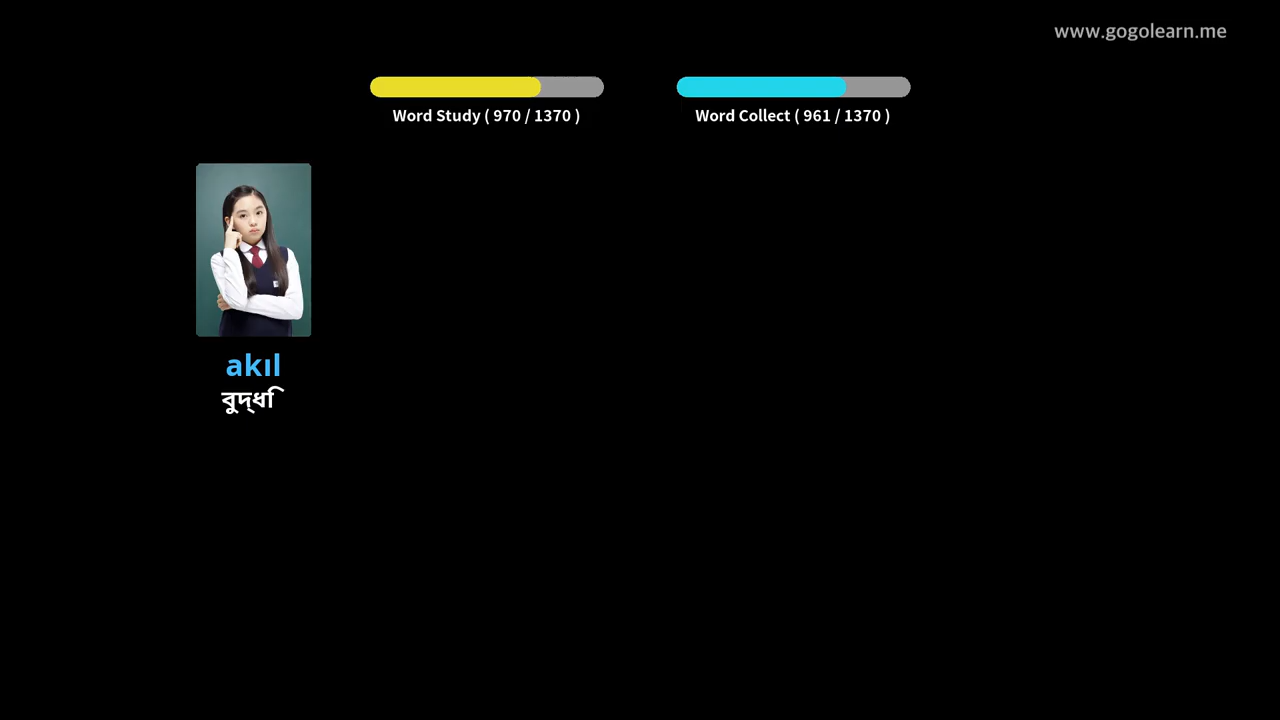 www.gogolearn.me
Word Study ( 970 / 1370 )
Word Collect ( 961 / 1370 )
akıl
বুদ্ধি